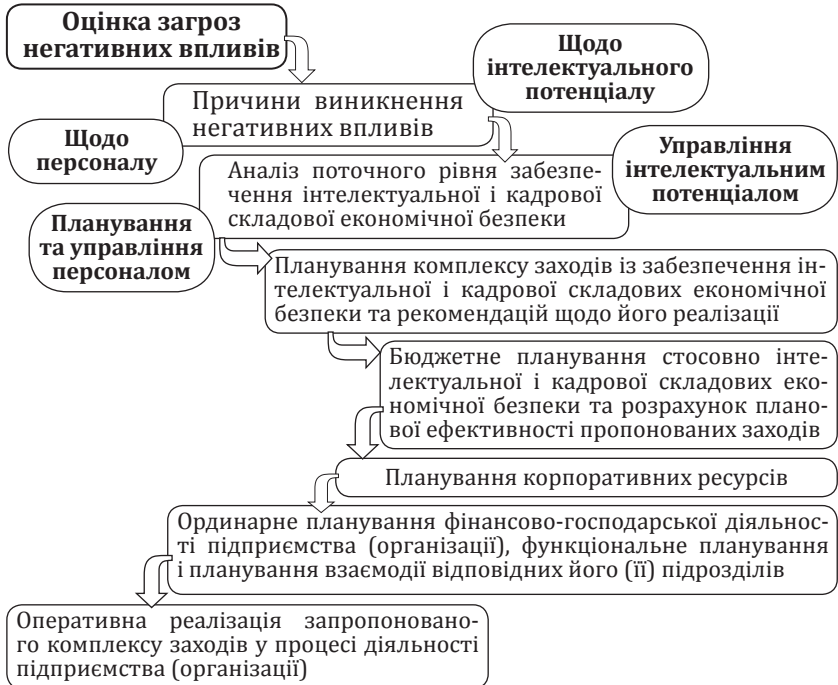 Оцінка загроз
негативних впливів
Щодо
інтелектуального
потенціалу
Причини виникнення
негативних впливів
Щодо
персоналу
Управління
інтелектуальним
потенціалом
Аналіз поточного рівня забезпе-
чення інтелектуальної і кадрової
складової економічної безпеки
Планування
та управління
персоналом
Планування комплексу заходів із забезпечення ін-
телектуальної і кадрової складових економічної
безпеки та рекомендацій щодо його реалізації
Бюджетне планування стосовно інте-
лектуальної і кадрової складових еко-
номічної безпеки та розрахунок плано-
вої ефективності пропонованих заходів
Планування корпоративних ресурсів
Ординарне планування фінансово-господарської діяльнос-
ті підприємства (організації), функціональне планування
і планування взаємодії відповідних його (її) підрозділів
Оперативна реалізація запропоновано-
го комплексу заходів у процесі діяльності
підприємства (організації)